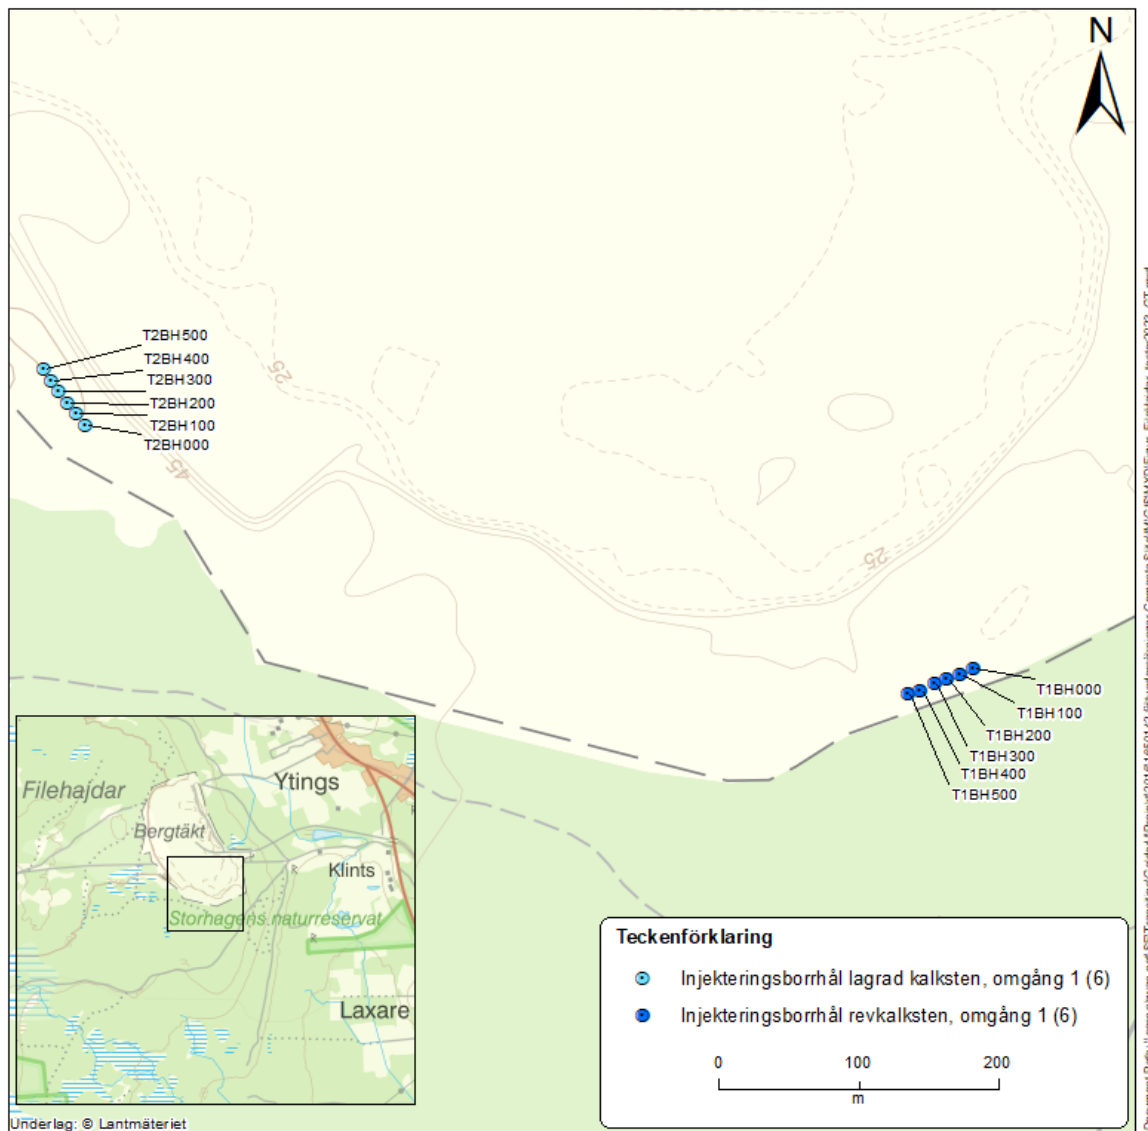 N
T2BH500
T2BH400
T2BH300
T2BH200
T2BH100
T2BH000
25
45
25
T1BH000
T1BH100
T1BH200
T1BH300
T1BH400
T1BH500
Filehajdar
Ytings
Bergtäkt
Klints
Storhagens naturreservat
Laxare
Teckenförklaring
Injekteringsborrhål lagrad kalksten, omgång 1 (6)
Injekteringsborrhål revkalksten, omgång 1 (6)
0 100 200
m
Underlag: © Lantmäteriet